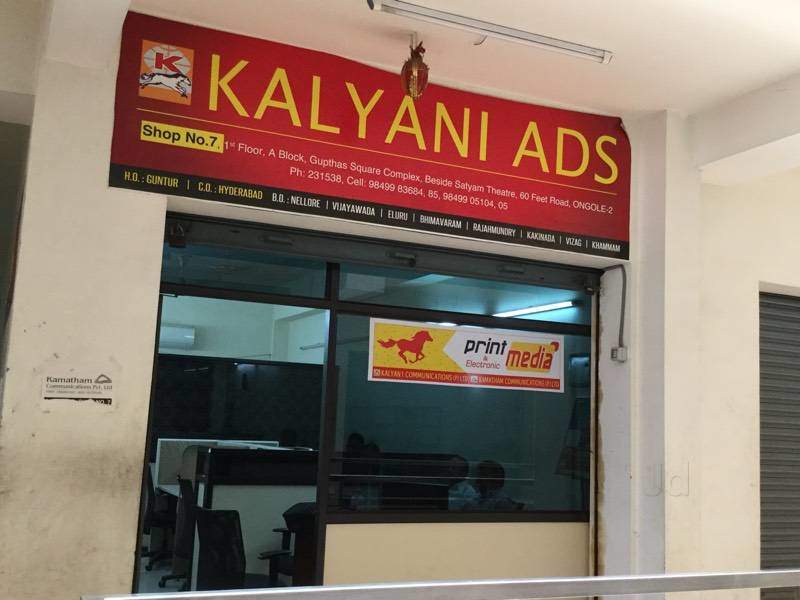 K
KALYANI ADS
Shop No.7, 1st Floor, A Block, Gupthas Square Complex, Beside Satyam Theatre, 60 Feet Road, ONGOLE-2
Ph: 231538, Cell: 98499 83684, 85, 98499 05104, 05
H.O. : GUNTUR | C.O. : HYDERABAD B.O. : NELLORE | VIJAYAWADA | ELURU | BHIMAVARAM | RAJAHMUNDRY | KAKINADA | VIZAG | KHAMMAM
print
& Electronic media
KALYANI COMMUNICATIONS (P) LTD KAMATHAM COMMUNICATIONS (P) LTD
Kamatham
Communications Pvt. Ltd
Jd